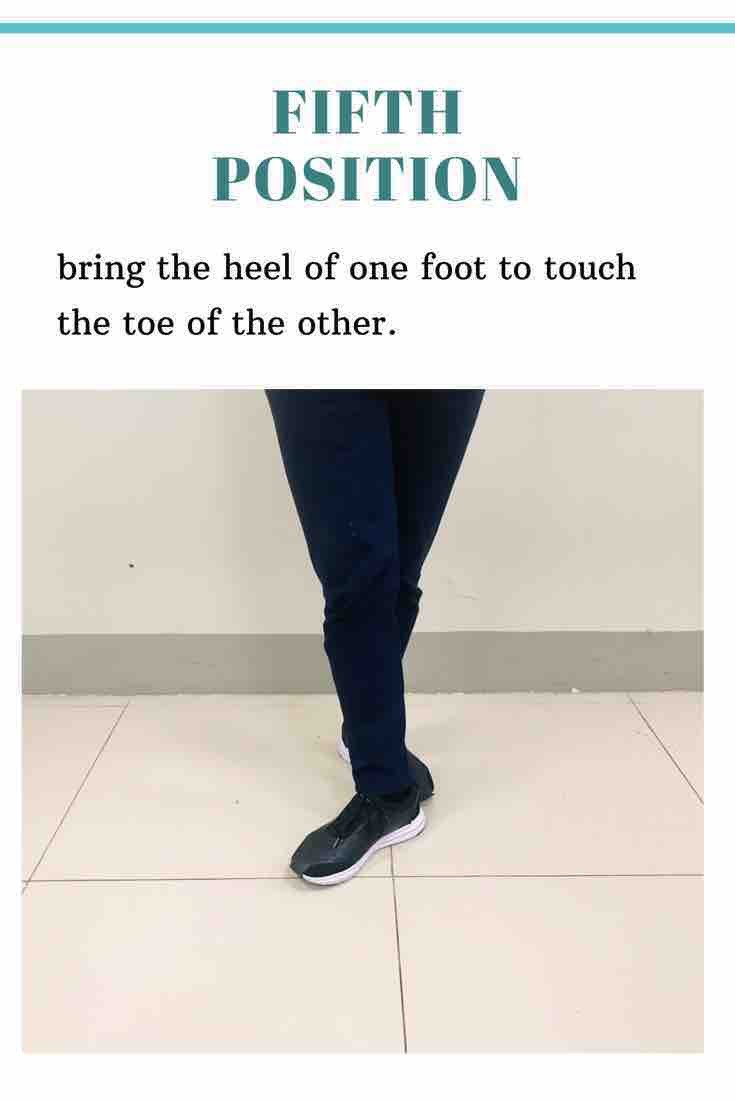 FIFTH
POSITION
bring the heel of one foot to touch
the toe of the other.